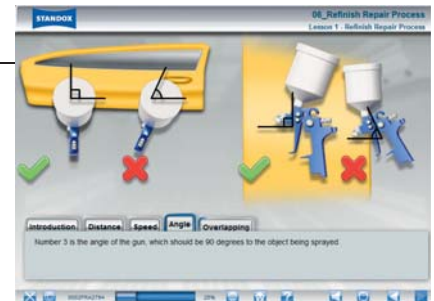 STANDOX
06_Refinish Repair Process
Lesson 1 - Refinish Repair Process
Introduction Distance Speed Angle Overlapping
Number 3 is the angle of the gun, which should be 90 degrees to the object being sprayed.
25%